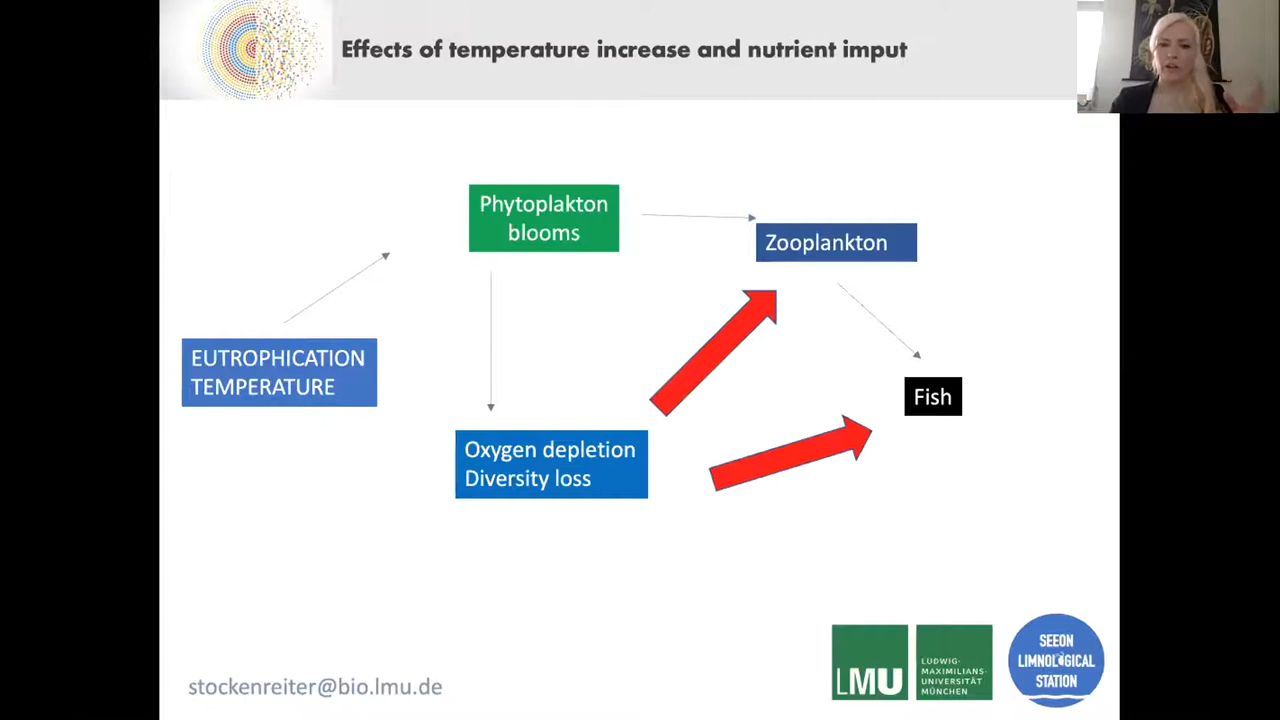 Effects of temperature increase and nutrient imput
Phytoplakton
blooms
Zooplankton
EUTROPHICATION
TEMPERATURE
Fish
Oxygen depletion
Diversity loss
stockenreiter@bio.lmu.de
LMU
LUDWIG-
MAXIMILIANS-
UNIVERSITÄT
MÜNCHEN
SEEON
LIMNOLOGICAL
STATION